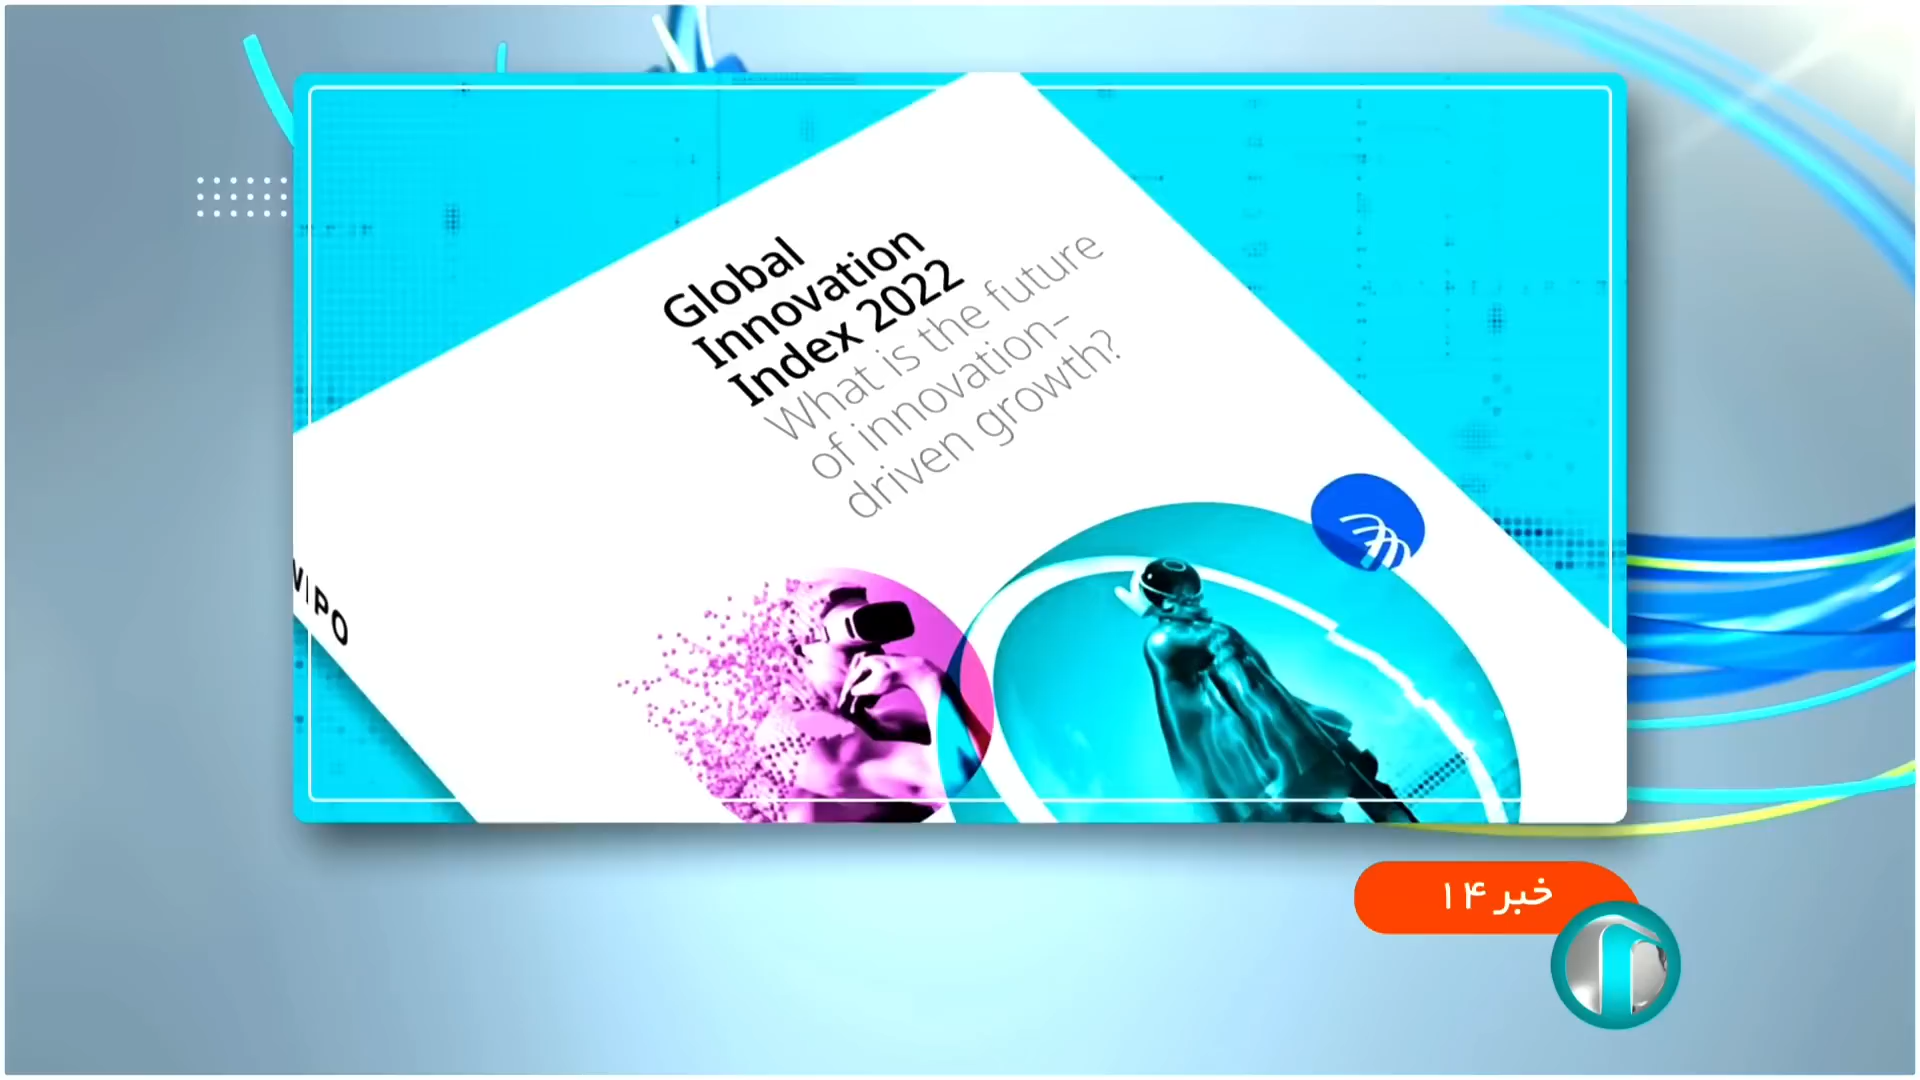 Global
Innovation
Index 2022
What is the future
of innovation-
driven growth?
WIPO
خبر ۱۴